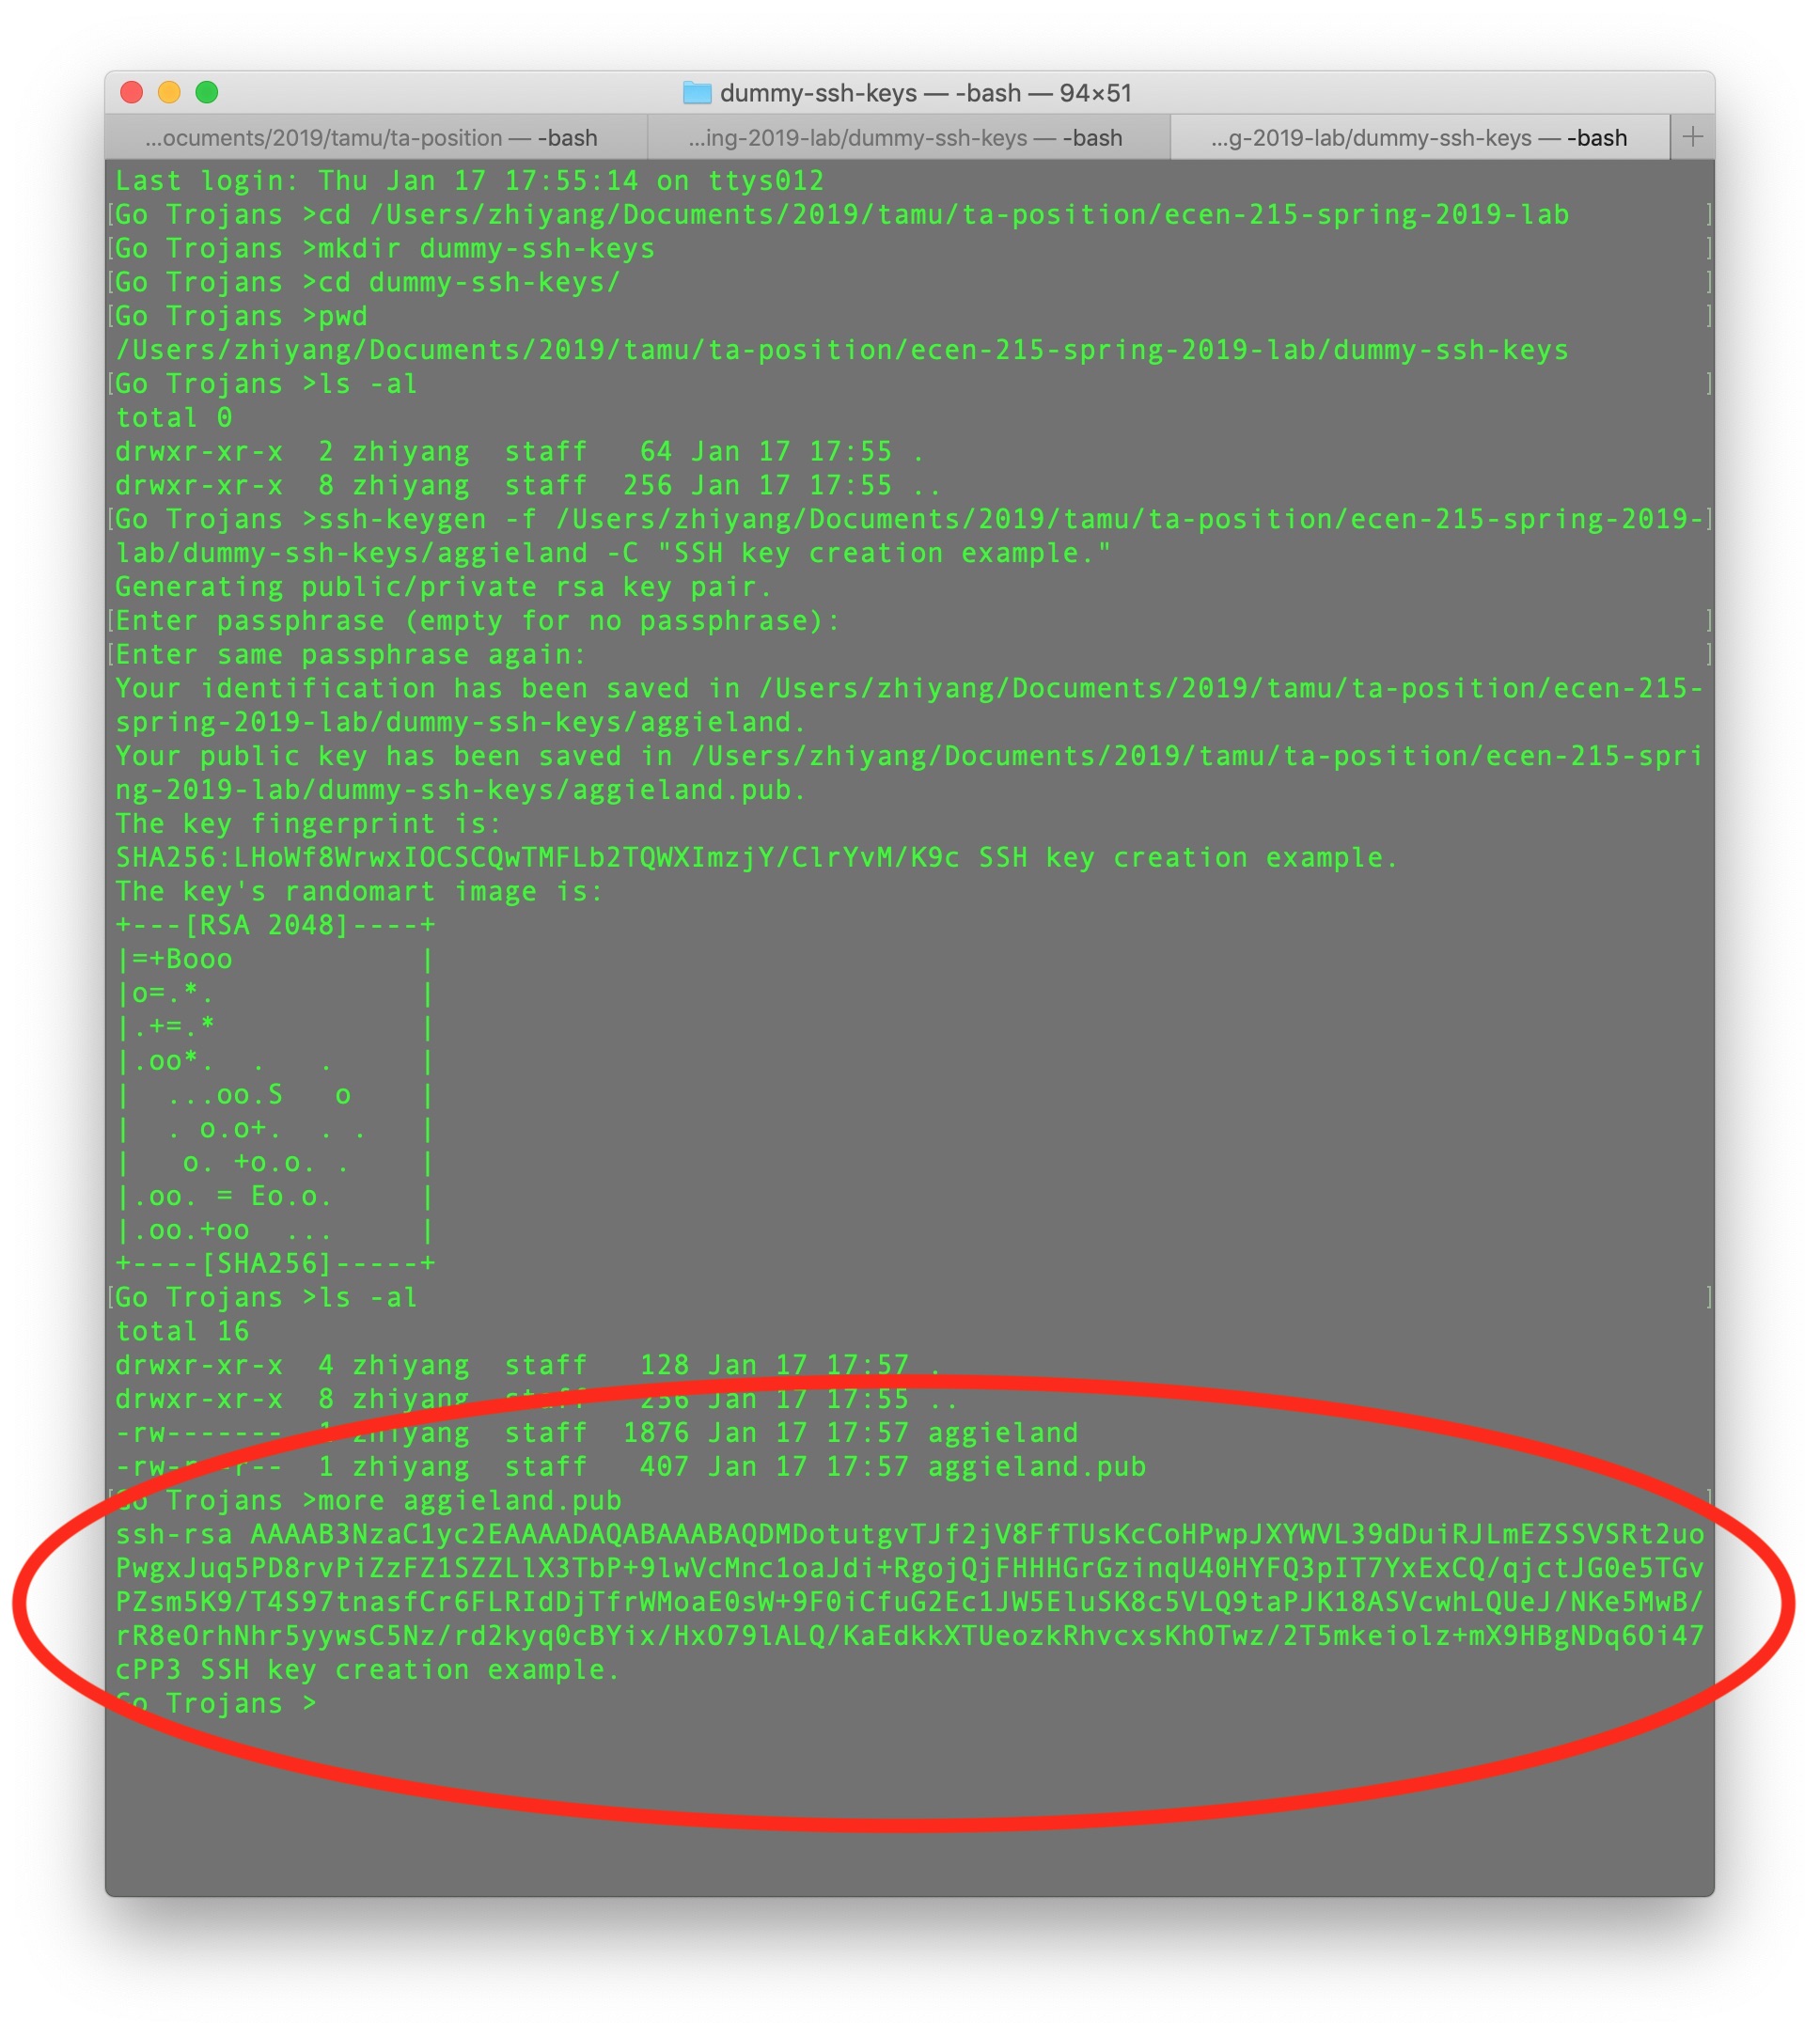 dummy-ssh-keys — -bash — 94×51
...ocuments/2019/tamu/ta-position — -bash ...ing-2019-lab/dummy-ssh-keys — -bash ...g-2019-lab/dummy-ssh-keys — -bash +
Last login: Thu Jan 17 17:55:14 on ttys012
[Go Trojans >cd /Users/zhiyang/Documents/2019/tamu/ta-position/ecen-215-spring-2019-lab ]
[Go Trojans >mkdir dummy-ssh-keys ]
[Go Trojans >cd dummy-ssh-keys/ ]
[Go Trojans >pwd ]
/Users/zhiyang/Documents/2019/tamu/ta-position/ecen-215-spring-2019-lab/dummy-ssh-keys
[Go Trojans >ls -al ]
total 0
drwxr-xr-x  2 zhiyang  staff   64 Jan 17 17:55 .
drwxr-xr-x  8 zhiyang  staff  256 Jan 17 17:55 ..
[Go Trojans >ssh-keygen -f /Users/zhiyang/Documents/2019/tamu/ta-position/ecen-215-spring-2019-]
lab/dummy-ssh-keys/aggieland -C "SSH key creation example."
Generating public/private rsa key pair.
[Enter passphrase (empty for no passphrase): ]
[Enter same passphrase again: ]
Your identification has been saved in /Users/zhiyang/Documents/2019/tamu/ta-position/ecen-215-
spring-2019-lab/dummy-ssh-keys/aggieland.
Your public key has been saved in /Users/zhiyang/Documents/2019/tamu/ta-position/ecen-215-spri
ng-2019-lab/dummy-ssh-keys/aggieland.pub.
The key fingerprint is:
SHA256:LHoWf8WrwxIOCSCQwTMFLb2TQWXImzjY/ClrYvM/K9c SSH key creation example.
The key's randomart image is:
+---[RSA 2048]----+
|=+Booo           |
|o=.*.            |
|.+=.*            |
|.oo*.  .   .     |
|  ...oo.S   o    |
|  . o.o+.  . .   |
|   o. +o.o. .    |
|.oo. = Eo.o.     |
|.oo.+oo  ...     |
+----[SHA256]-----+
[Go Trojans >ls -al ]
total 16
drwxr-xr-x  4 zhiyang  staff   128 Jan 17 17:57 .
drwxr-xr-x  8 zhiyang  staff   256 Jan 17 17:55 ..
-rw-------  1 zhiyang  staff  1876 Jan 17 17:57 aggieland
-rw-r--r--  1 zhiyang  staff   407 Jan 17 17:57 aggieland.pub
[Go Trojans >more aggieland.pub ]
ssh-rsa AAAAB3NzaC1yc2EAAAADAQABAAABAQDMDotutgvTJf2jV8FfTUsKcCoHPwpJXYWVL39dDuiRJLmEZSSVSRt2uo
PwgxJuq5PD8rvPiZzFZ1SZZLlX3TbP+9lwVcMnc1oaJdi+RgojQjFHHHGrGzinqU40HYFQ3pIT7YxExCQ/qjctJG0e5TGv
PZsm5K9/T4S97tnasfCr6FLRIdDjTfrWMoaE0sW+9F0iCfuG2Ec1JW5EluSK8c5VLQ9taPJK18ASVcwhLQUeJ/NKe5MwB/
rR8eOrhNhr5yywsC5Nz/rd2kyq0cBYix/HxO79lALQ/KaEdkkXTUeozkRhvcxsKhOTwz/2T5mkeiolz+mX9HBgNDq6Oi47
cPP3 SSH key creation example.
Go Trojans >